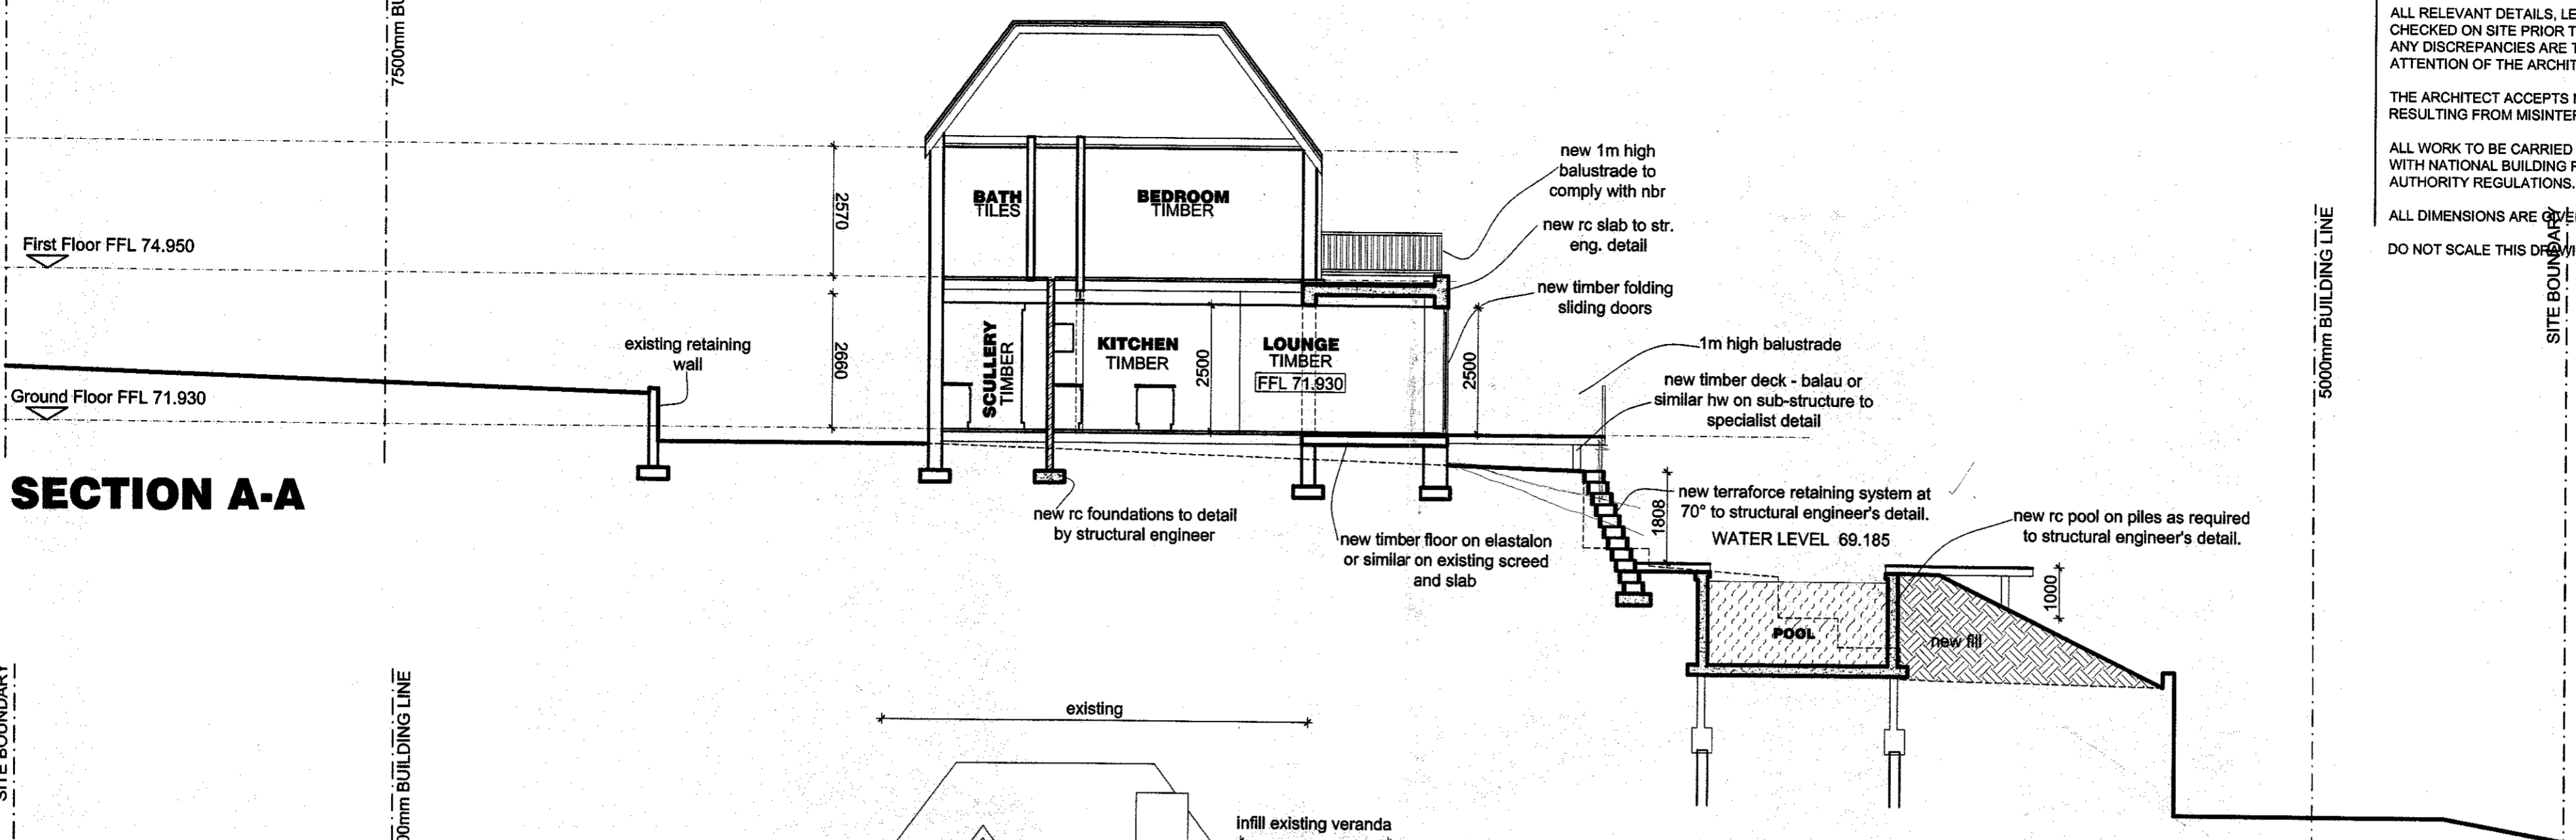 7500mm BU
ALL RELEVANT DETAILS, LE
CHECKED ON SITE PRIOR T
ANY DISCREPANCIES ARE T
ATTENTION OF THE ARCHIT
THE ARCHITECT ACCEPTS
RESULTING FROM MISINTER
ALL WORK TO BE CARRIED
WITH NATIONAL BUILDING
AUTHORITY REGULATIONS.
ALL DIMENSIONS ARE
DO NOT SCALE THIS
SITE BOUNDARY
5000mm BUILDING LINE
First Floor FFL 74.950
Ground Floor FFL 71.930
2570
2660
BATH
TILES
BEDROOM
TIMBER
SCULLERY
TIMBER
KITCHEN
TIMBER
2500
LOUNGE
TIMBER
FFL 71.930
2500
new 1m high
balustrade to
comply with nbr
new rc slab to str.
eng. detail
new timber folding
sliding doors
existing retaining
wall
1m high balustrade
new timber deck - balau or
similar hw on sub-structure to
specialist detail
SECTION A-A
new rc foundations to detail
by structural engineer
new timber floor on elastalon
or similar on existing screed
and slab
1808
new terraforce retaining system at
70° to structural engineer's detail.
WATER LEVEL 69.185
new rc pool on piles as required
to structural engineer's detail.
1000
POOL
new fill
SITE BOUNDARY
00mm BUILDING LINE
existing
infill existing veranda